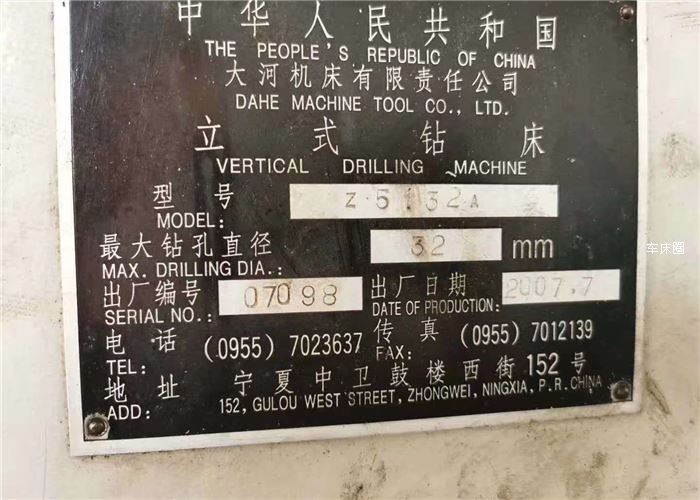 中华人民共和国
THE PEOPLE'S REPUBLIC OF CHINA
大河机床有限责任公司
DAHE MACHINE TOOL CO., LTD.
立式钻床
VERTICAL DRILLING MACHINE
型号 Z5132A
MODEL:
最大钻孔直径 32 mm
MAX. DRILLING DIA.:
出厂编号 07098 出厂日期 2007.7
SERIAL NO.: DATE OF PRODUCTION:
电话 (0955) 7023637 传真 (0955) 7012139
TEL: FAX:
地址 宁夏中卫鼓楼西街152号
ADD: 152, GULOU WEST STREET, ZHONGWEI, NINGXIA, P.R.CHINA
车床圈